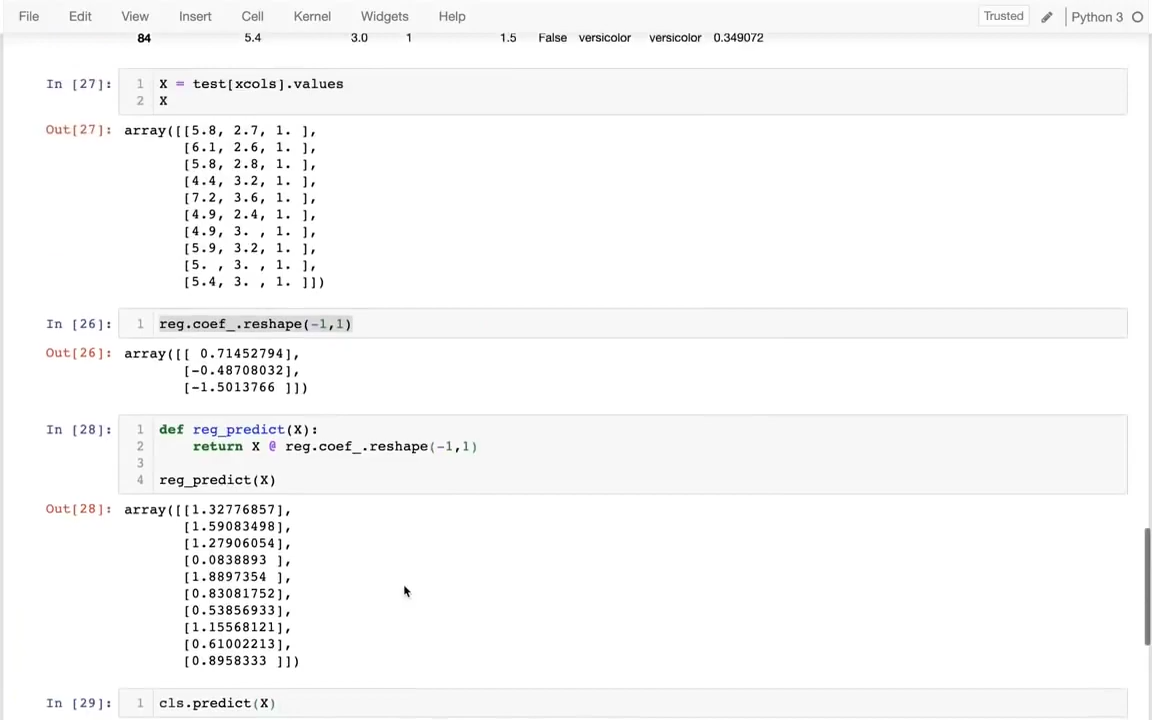 File Edit View Insert Cell Kernel Widgets Help Trusted Python 3
84 5.4 3.0 1 1.5 False versicolor versicolor 0.349072
In [27]: 1 X = test[xcols].values
2 X
Out[27]: array([[5.8, 2.7, 1. ],
[6.1, 2.6, 1. ],
[5.8, 2.8, 1. ],
[4.4, 3.2, 1. ],
[7.2, 3.6, 1. ],
[4.9, 2.4, 1. ],
[4.9, 3. , 1. ],
[5.9, 3.2, 1. ],
[5. , 3. , 1. ],
[5.4, 3. , 1. ]])
In [26]: 1 reg.coef_.reshape(-1,1)
Out[26]: array([[ 0.71452794],
[-0.48708032],
[-1.5013766 ]])
In [28]: 1 def reg_predict(X):
2 return X @ reg.coef_.reshape(-1,1)
3
4 reg_predict(X)
Out[28]: array([[1.32776857],
[1.59083498],
[1.27906054],
[0.0838893 ],
[1.8897354 ],
[0.83081752],
[0.53856933],
[1.15568121],
[0.61002213],
[0.8958333 ]])
In [29]: 1 cls.predict(X)